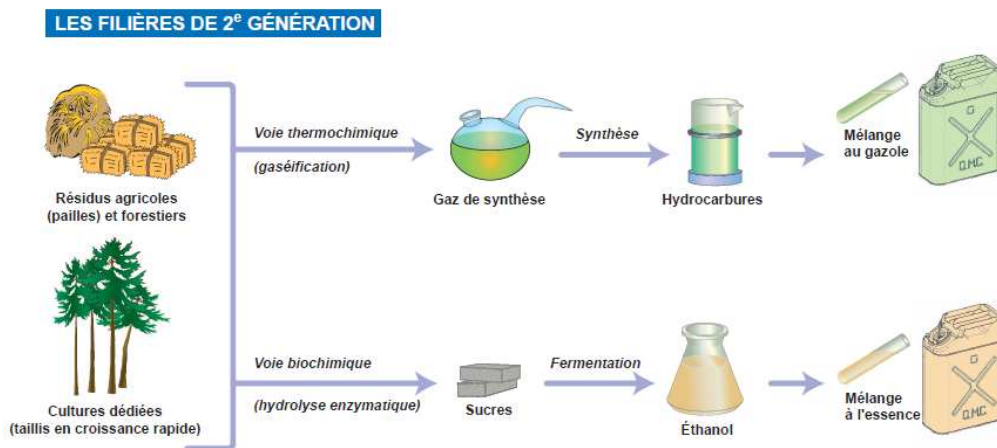 LES FILIÈRES DE 2e GÉNÉRATION
Résidus agricoles
(pailles) et forestiers
Voie thermochimique
(gaséification)
Gaz de synthèse
Synthèse
Hydrocarbures
Mélange
au gazole
G
Q.M.C
Cultures dédiées
(taillis en croissance rapide)
Voie biochimique
(hydrolyse enzymatique)
Sucres
Fermentation
Éthanol
Mélange
à l'essence
G
Q.M.C